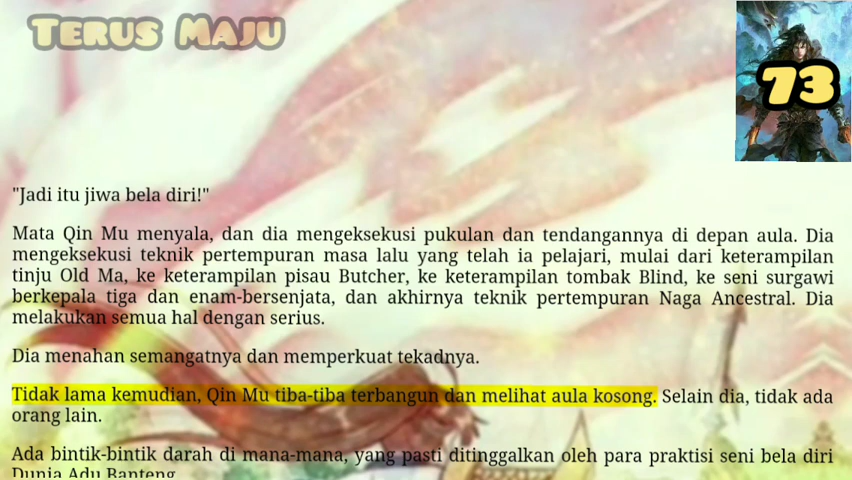 Terus Maju
73
"Jadi itu jiwa bela diri!"
Mata Qin Mu menyala, dan dia mengeksekusi pukulan dan tendangannya di depan aula. Dia
mengeksekusi teknik pertempuran masa lalu yang telah ia pelajari, mulai dari keterampilan
tinju Old Ma, ke keterampilan pisau Butcher, ke keterampilan tombak Blind, ke seni surgawi
berkepala tiga dan enam-bersenjata, dan akhirnya teknik pertempuran Naga Ancestral. Dia
melakukan semua hal dengan serius.
Dia menahan semangatnya dan memperkuat tekadnya.
Tidak lama kemudian, Qin Mu tiba-tiba terbangun dan melihat aula kosong. Selain dia, tidak ada
orang lain.
Ada bintik-bintik darah di mana-mana, yang pasti ditinggalkan oleh para praktisi seni bela diri
Dunia Adu Banteng